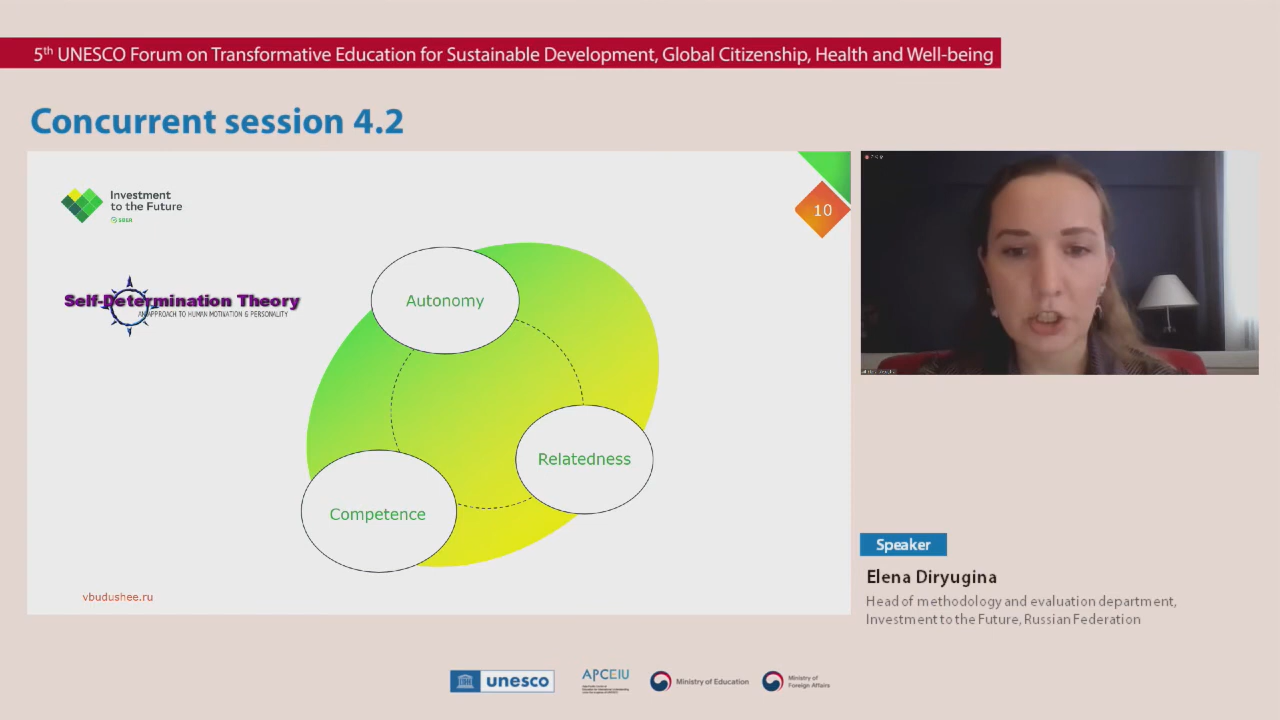 5th UNESCO Forum on Transformative Education for Sustainable Development, Global Citizenship, Health and Well-being
Concurrent session 4.2
Investment
to the Future
10
Self-Determination Theory
AN APPROACH TO HUMAN MOTIVATION & PERSONALITY
Autonomy
Relatedness
Competence
vbudushee.ru
Speaker
Elena Diryugina
Head of methodology and evaluation department,
Investment to the Future, Russian Federation
unesco
APCEIU
Ministry of Education
Ministry of
Foreign Affairs